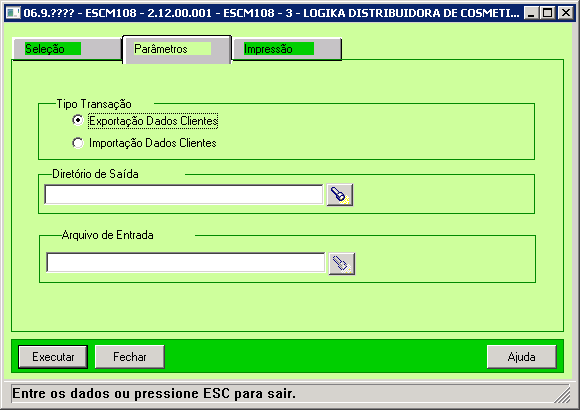 06.9.???? - ESCM108 - 2.12.00.001 - ESCM108 - 3 - LOGIKA DISTRIBUIDORA DE COSMETI...
Seleção Parâmetros Impressão
Tipo Transação
Exportação Dados Clientes
Importação Dados Clientes
Diretório de Saída
Arquivo de Entrada
Executar Fechar Ajuda
Entre os dados ou pressione ESC para sair.